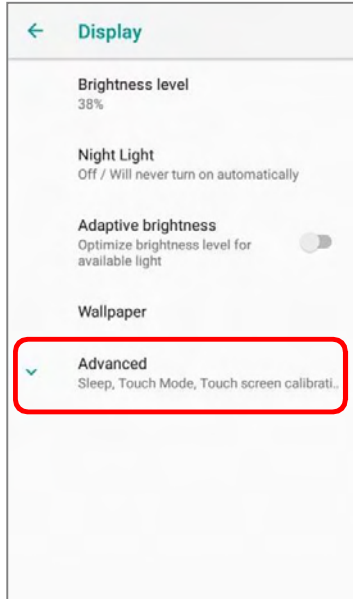 Display
Brightness level
38%
Night Light
Off / Will never turn on automatically
Adaptive brightness
Optimize brightness level for
available light
Wallpaper
Advanced
Sleep, Touch Mode, Touch screen calibrati..